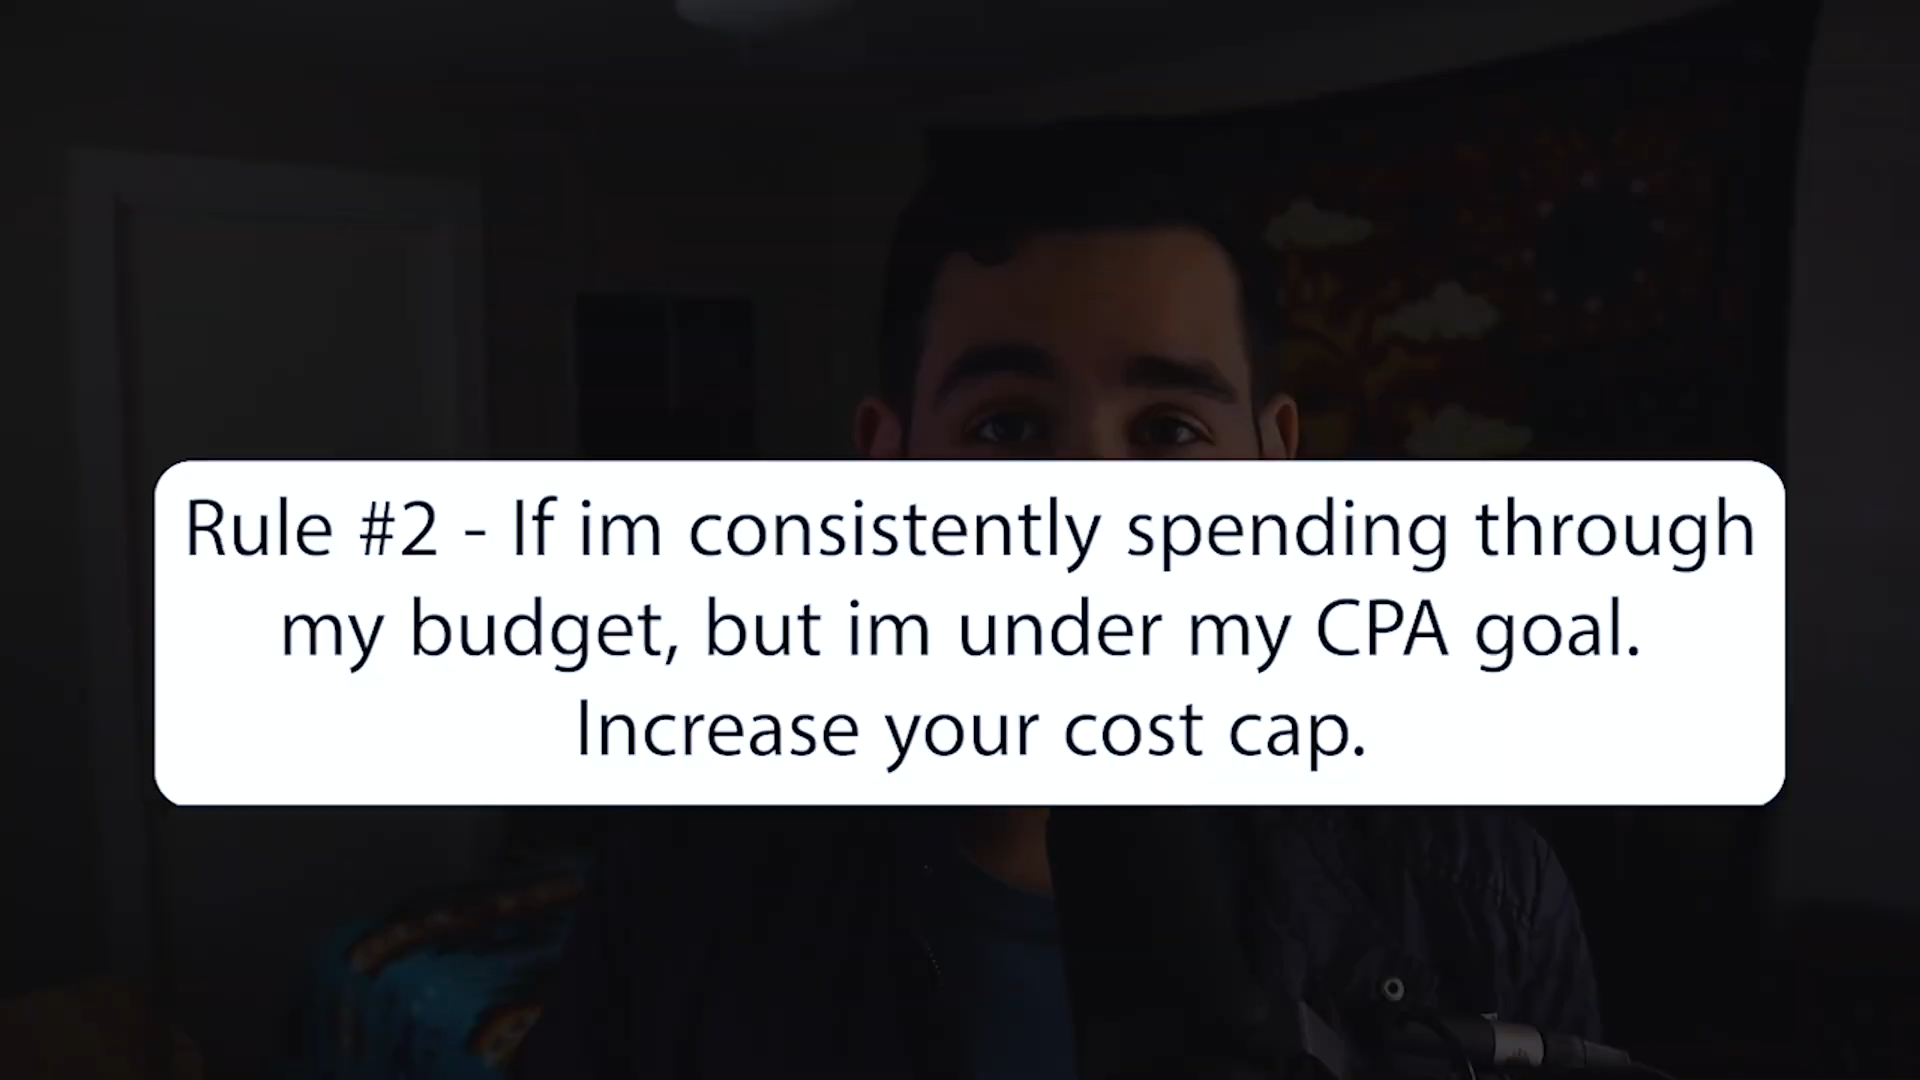 Rule #2 - If im consistently spending through
my budget, but im under my CPA goal.
Increase your cost cap.